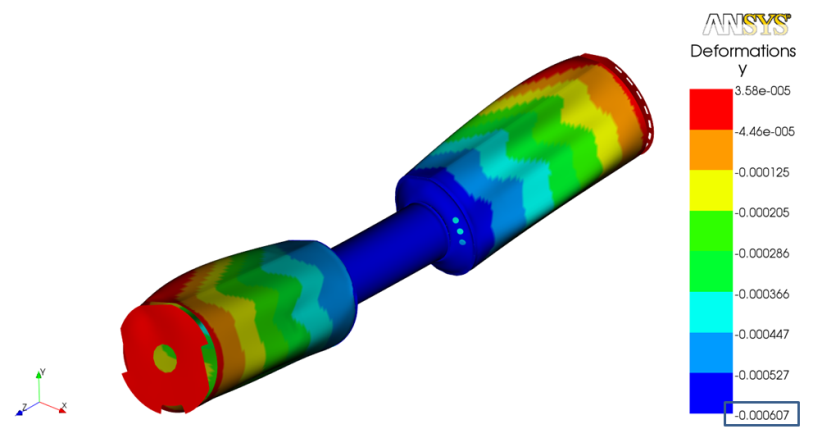 ANSYS
Deformations
y
3.58e-005
-4.46e-005
-0.000125
-0.000205
-0.000286
-0.000366
-0.000447
-0.000527
-0.000607
Y
Z
X